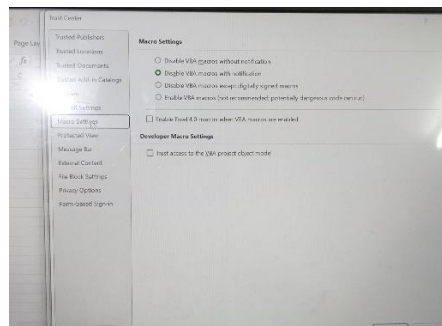 Trust Center
Page Lay
fx
Trusted Publishers
Trusted Locations
Trusted Documents
Trusted Add-in Catalogs
Settings
Macro Settings
Protected View
Message Bar
External Content
File Block Settings
Privacy Options
Form-based Sign-in
Macro Settings
Disable VBA macros without notification
Disable VBA macros with notification
Disable VBA macros except digitally signed macros
Enable VBA macros (not recommended; potentially dangerous code can run)
Enable Excel 4.0 macros when VBA macros are enabled
Developer Macro Settings
Trust access to the VBA project object model